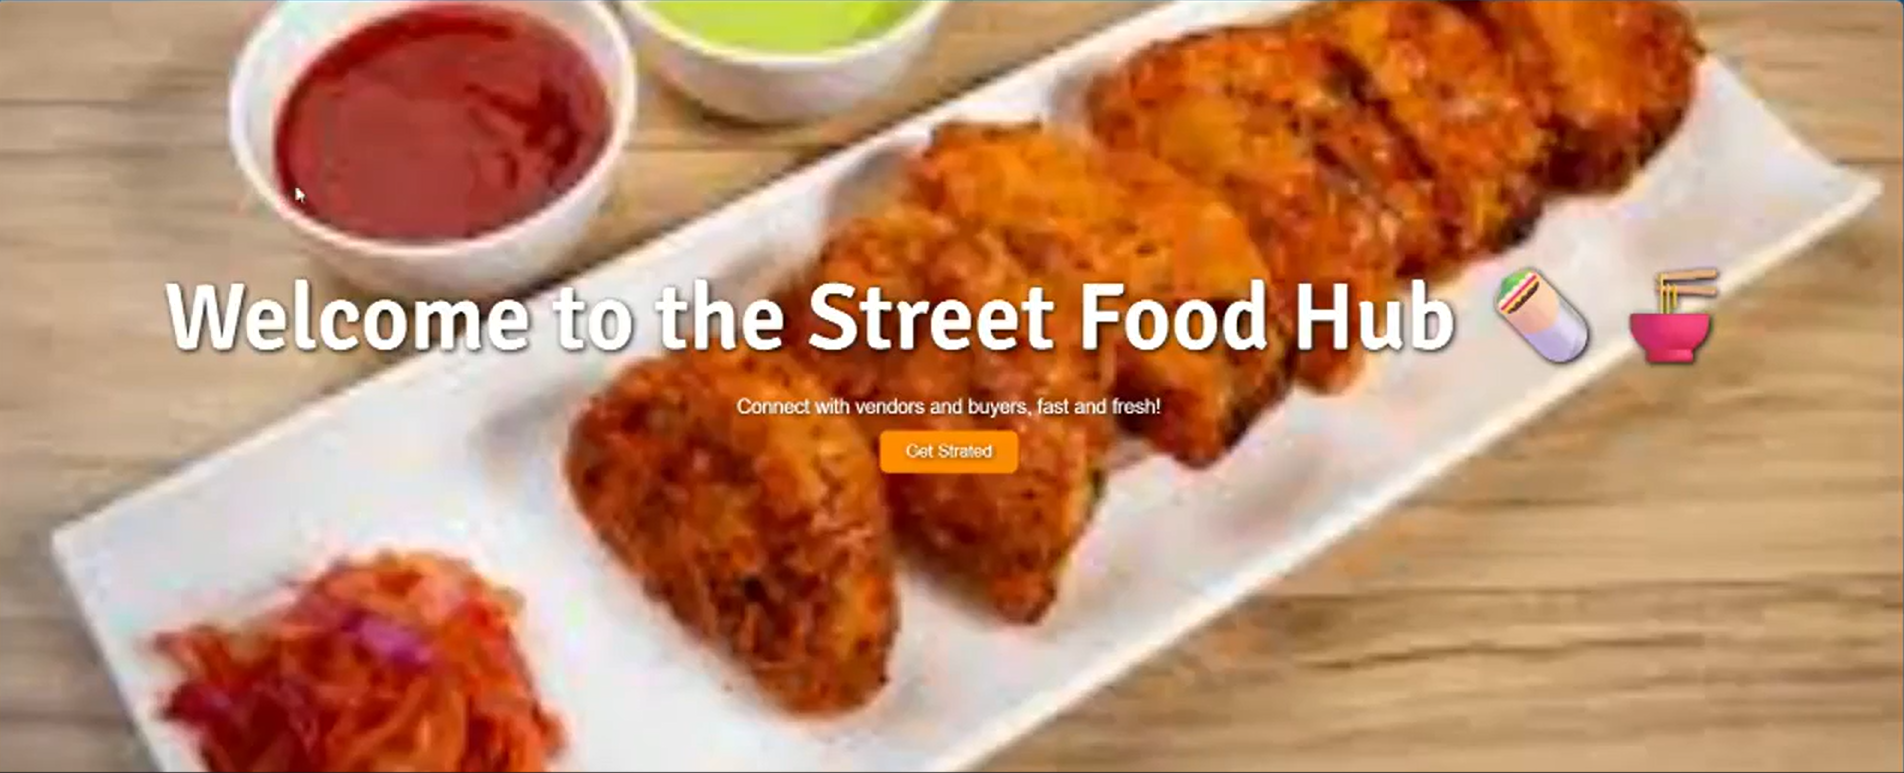 Welcome to the Street Food Hub 🌯 🍜
Connect with vendors and buyers, fast and fresh!
Get Strated